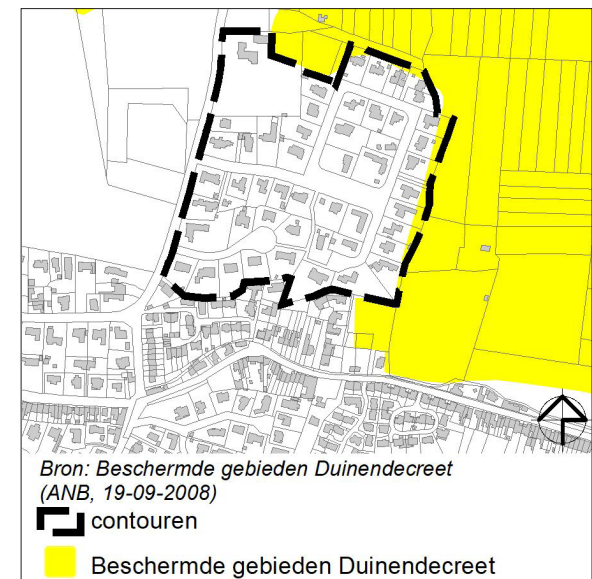 Bron: Beschermde gebieden Duinendecreet
(ANB, 19-09-2008)
contouren
Beschermde gebieden Duinendecreet